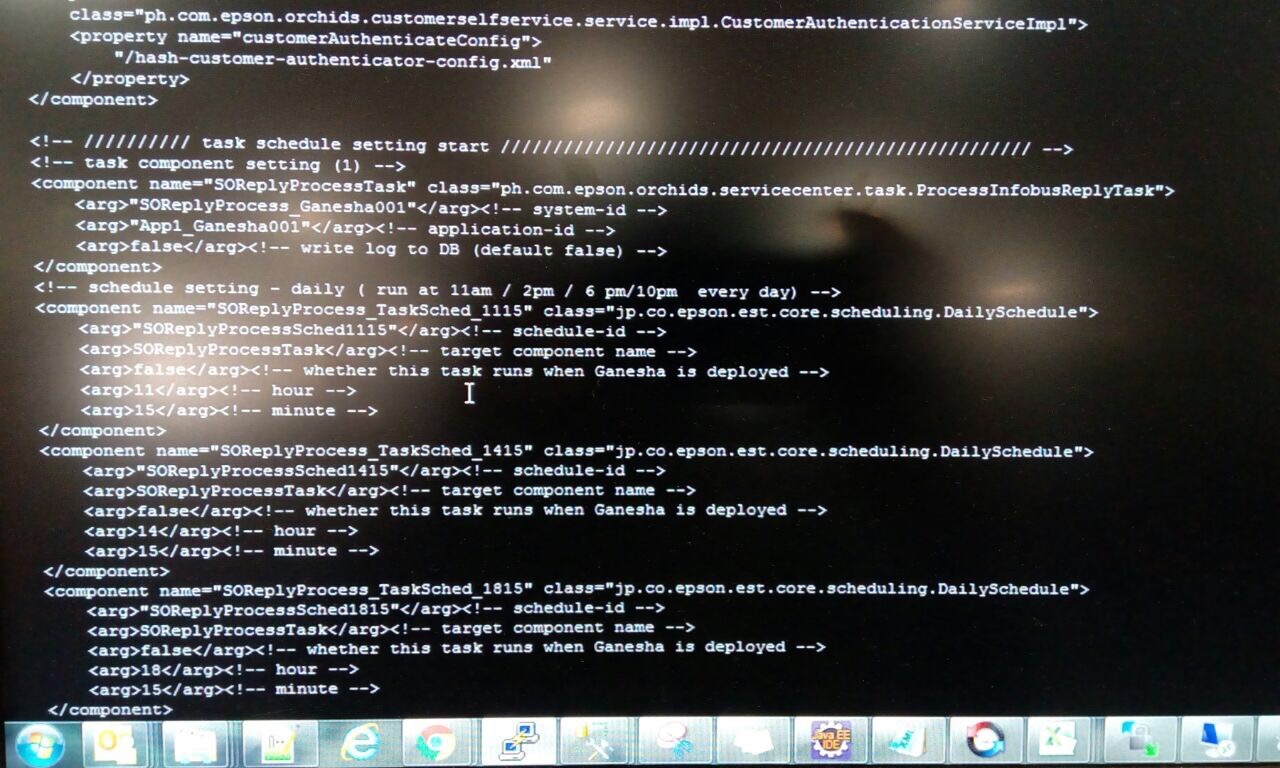 class="ph.com.epson.orchids.customerselfservice.service.impl.CustomerAuthenticationServiceImpl">
<property name="customerAuthenticateConfig">
"/hash-customer-authenticator-config.xml"
</property>
</component>
<!-- ////////// task schedule setting start /////////////////////////////////////////////////// -->
<!-- task component setting (1) -->
<component name="SOReplyProcessTask" class="ph.com.epson.orchids.servicecenter.task.ProcessInfobusReplyTask">
<arg>"SOReplyProcess_Ganesha001"</arg><!-- system-id -->
<arg>"App1_Ganesha001"</arg><!-- application-id -->
<arg>false</arg><!-- write log to DB (default false) -->
</component>
<!-- schedule setting - daily ( run at 11am / 2pm / 6 pm/10pm  every day) -->
<component name="SOReplyProcess_TaskSched_1115" class="jp.co.epson.est.core.scheduling.DailySchedule">
<arg>"SOReplyProcessSched1115"</arg><!-- schedule-id -->
<arg>SOReplyProcessTask</arg><!-- target component name -->
<arg>false</arg><!-- whether this task runs when Ganesha is deployed -->
<arg>11</arg><!-- hour -->
<arg>15</arg><!-- minute -->
</component>
<component name="SOReplyProcess_TaskSched_1415" class="jp.co.epson.est.core.scheduling.DailySchedule">
<arg>"SOReplyProcessSched1415"</arg><!-- schedule-id -->
<arg>SOReplyProcessTask</arg><!-- target component name -->
<arg>false</arg><!-- whether this task runs when Ganesha is deployed -->
<arg>14</arg><!-- hour -->
<arg>15</arg><!-- minute -->
</component>
<component name="SOReplyProcess_TaskSched_1815" class="jp.co.epson.est.core.scheduling.DailySchedule">
<arg>"SOReplyProcessSched1815"</arg><!-- schedule-id -->
<arg>SOReplyProcessTask</arg><!-- target component name -->
<arg>false</arg><!-- whether this task runs when Ganesha is deployed -->
<arg>18</arg><!-- hour -->
<arg>15</arg><!-- minute -->
</component>
Java EE
IDE
XML